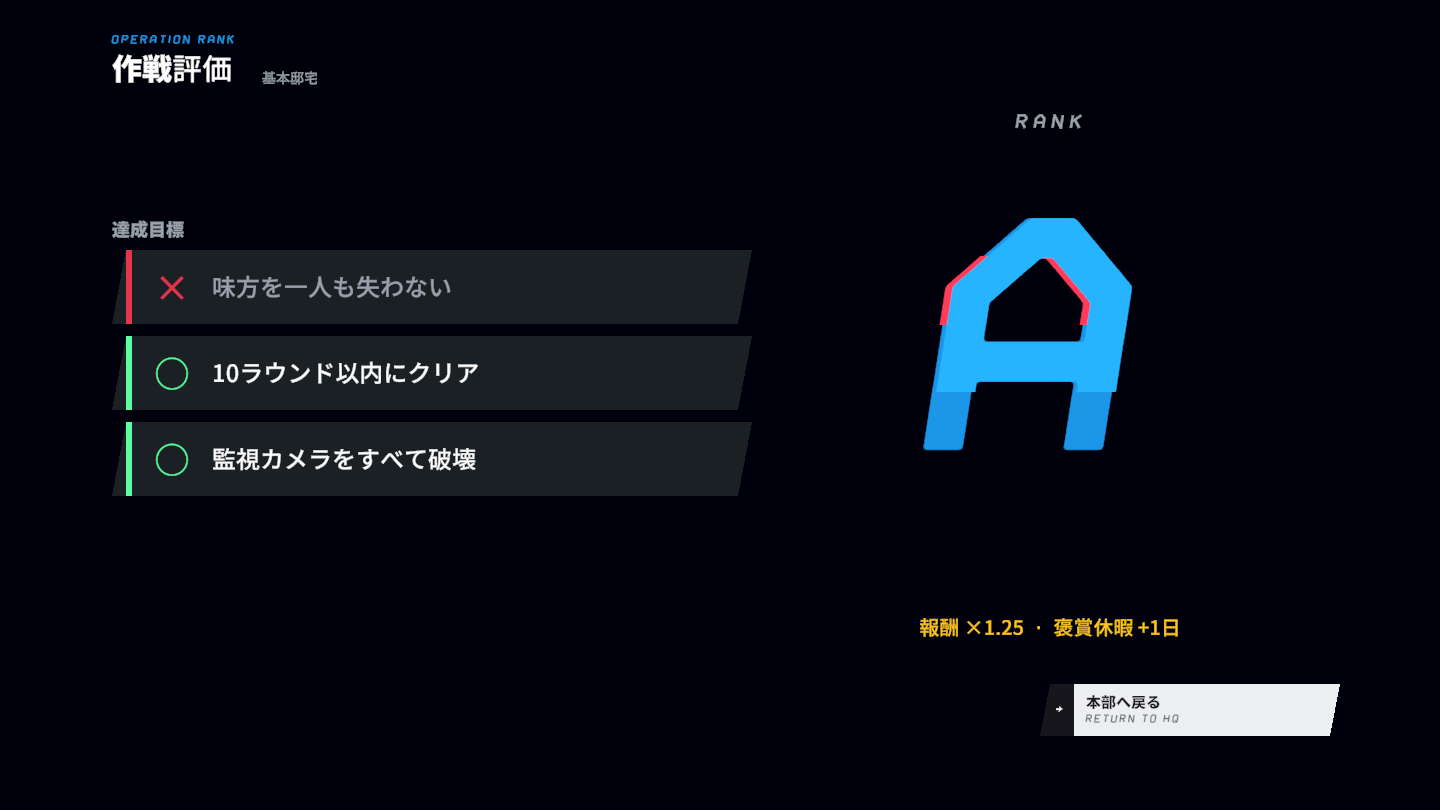 OPERATION RANK
作戦評価
基本邸宅
RANK
達成目標
味方を一人も失わない
10ラウンド以内にクリア
監視カメラをすべて破壊
A
報酬 ×1.25 · 褒賞休暇 +1日
本部へ戻る
RETURN TO HQ